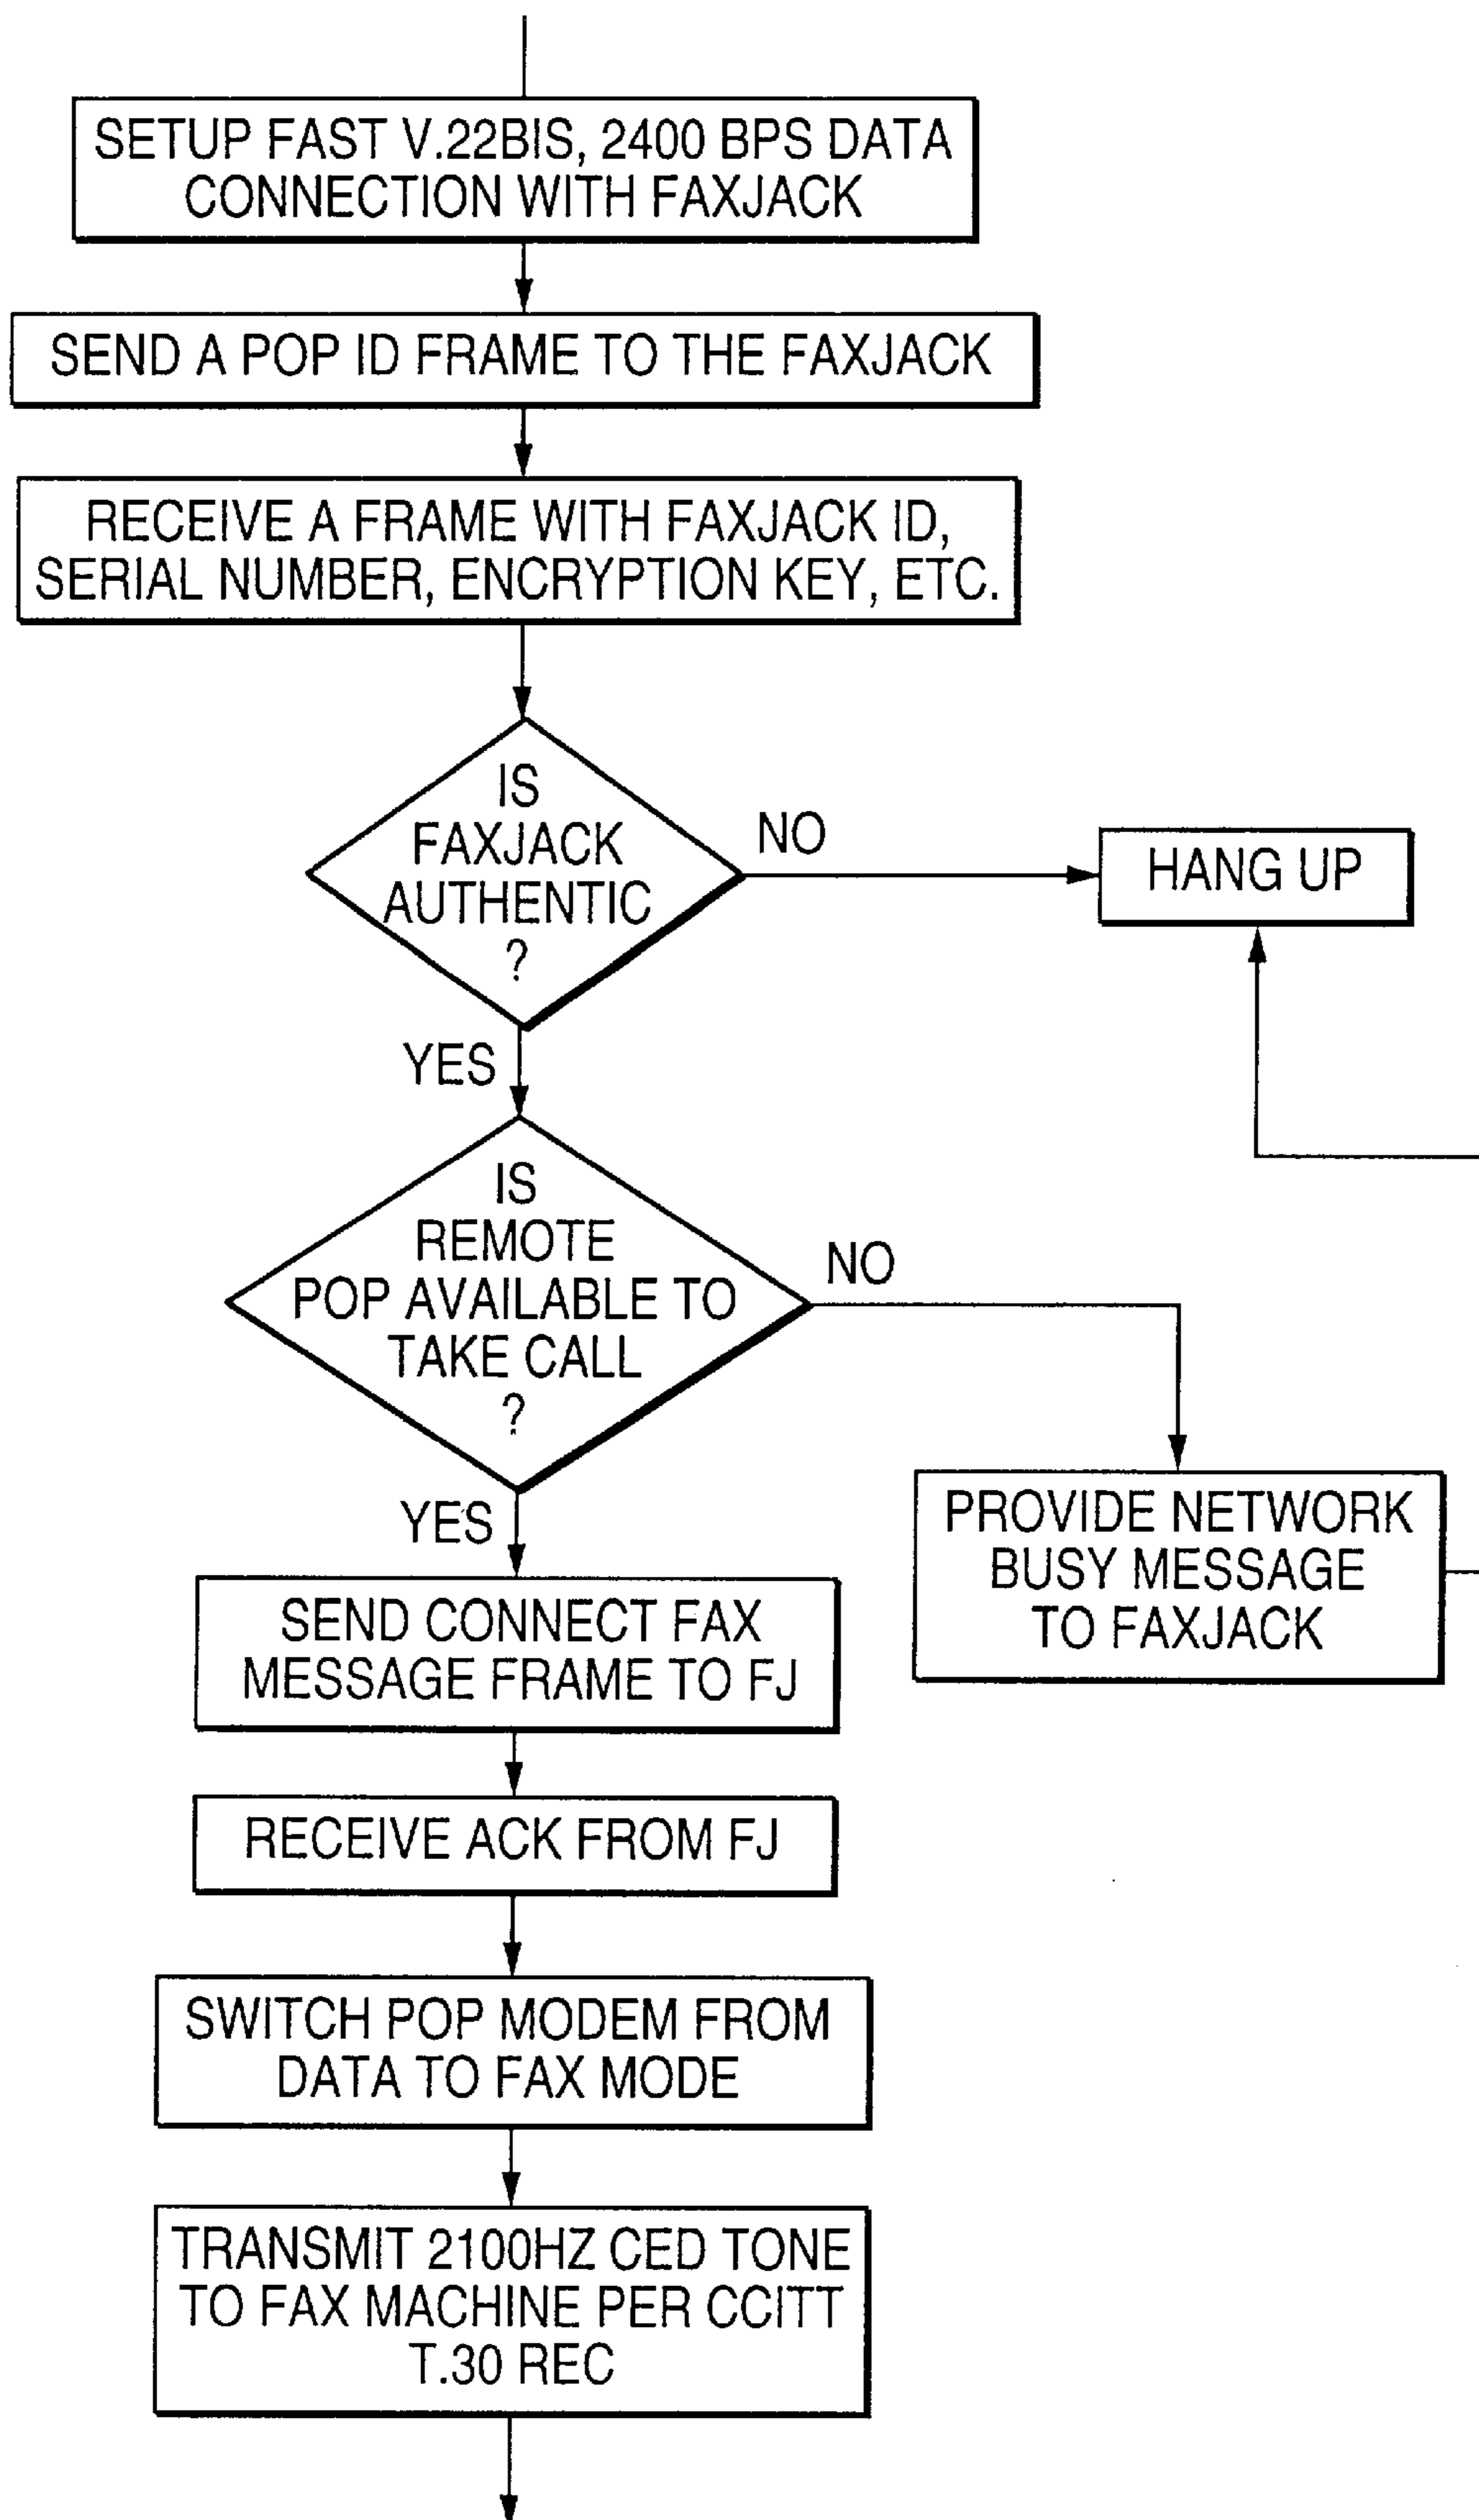 SETUP FAST V.22BIS, 2400 BPS DATA
CONNECTION WITH FAXJACK
SEND A POP ID FRAME TO THE FAXJACK
RECEIVE A FRAME WITH FAXJACK ID,
SERIAL NUMBER, ENCRYPTION KEY, ETC.
IS
FAXJACK
AUTHENTIC
?
NO
HANG UP
YES
IS
REMOTE
POP AVAILABLE TO
TAKE CALL
?
NO
PROVIDE NETWORK
BUSY MESSAGE
TO FAXJACK
YES
SEND CONNECT FAX
MESSAGE FRAME TO FJ
RECEIVE ACK FROM FJ
SWITCH POP MODEM FROM
DATA TO FAX MODE
TRANSMIT 2100HZ CED TONE
TO FAX MACHINE PER CCITT
T.30 REC